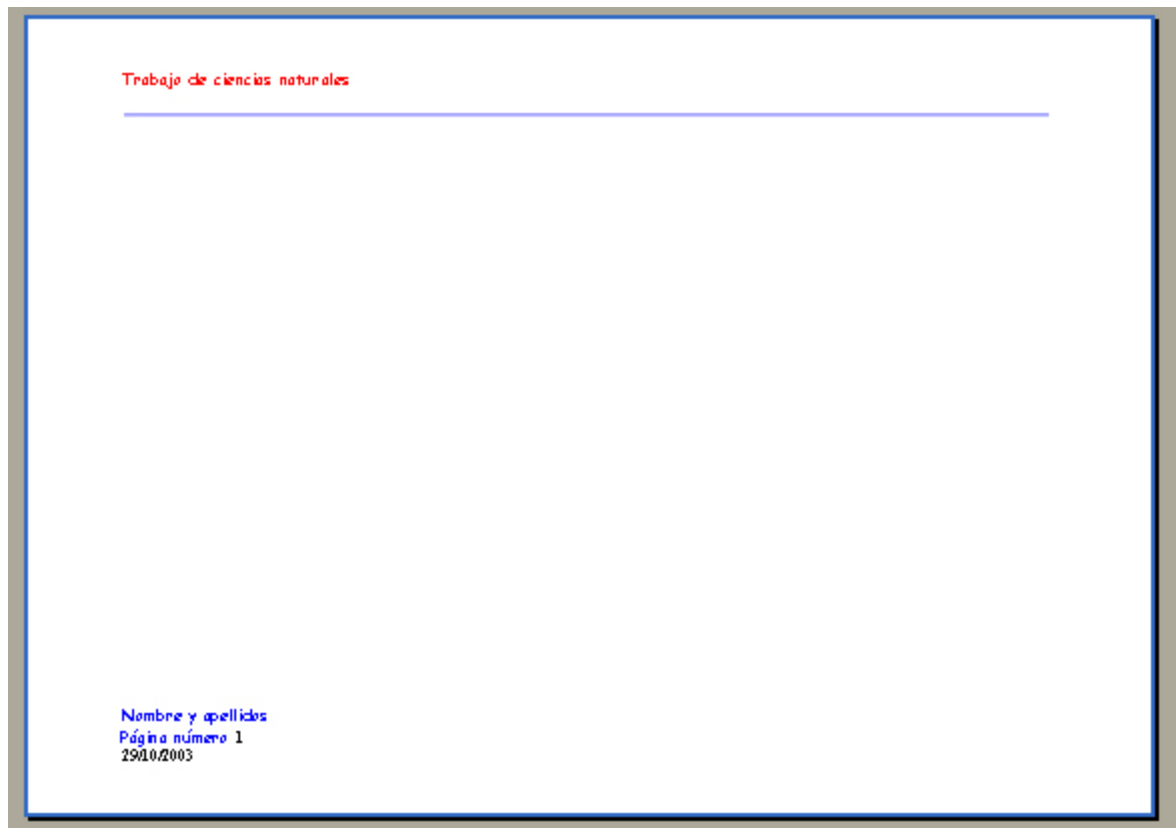 Trabajo de ciencias naturales
Nombre y apellidos
Página número 1
29/10/2003